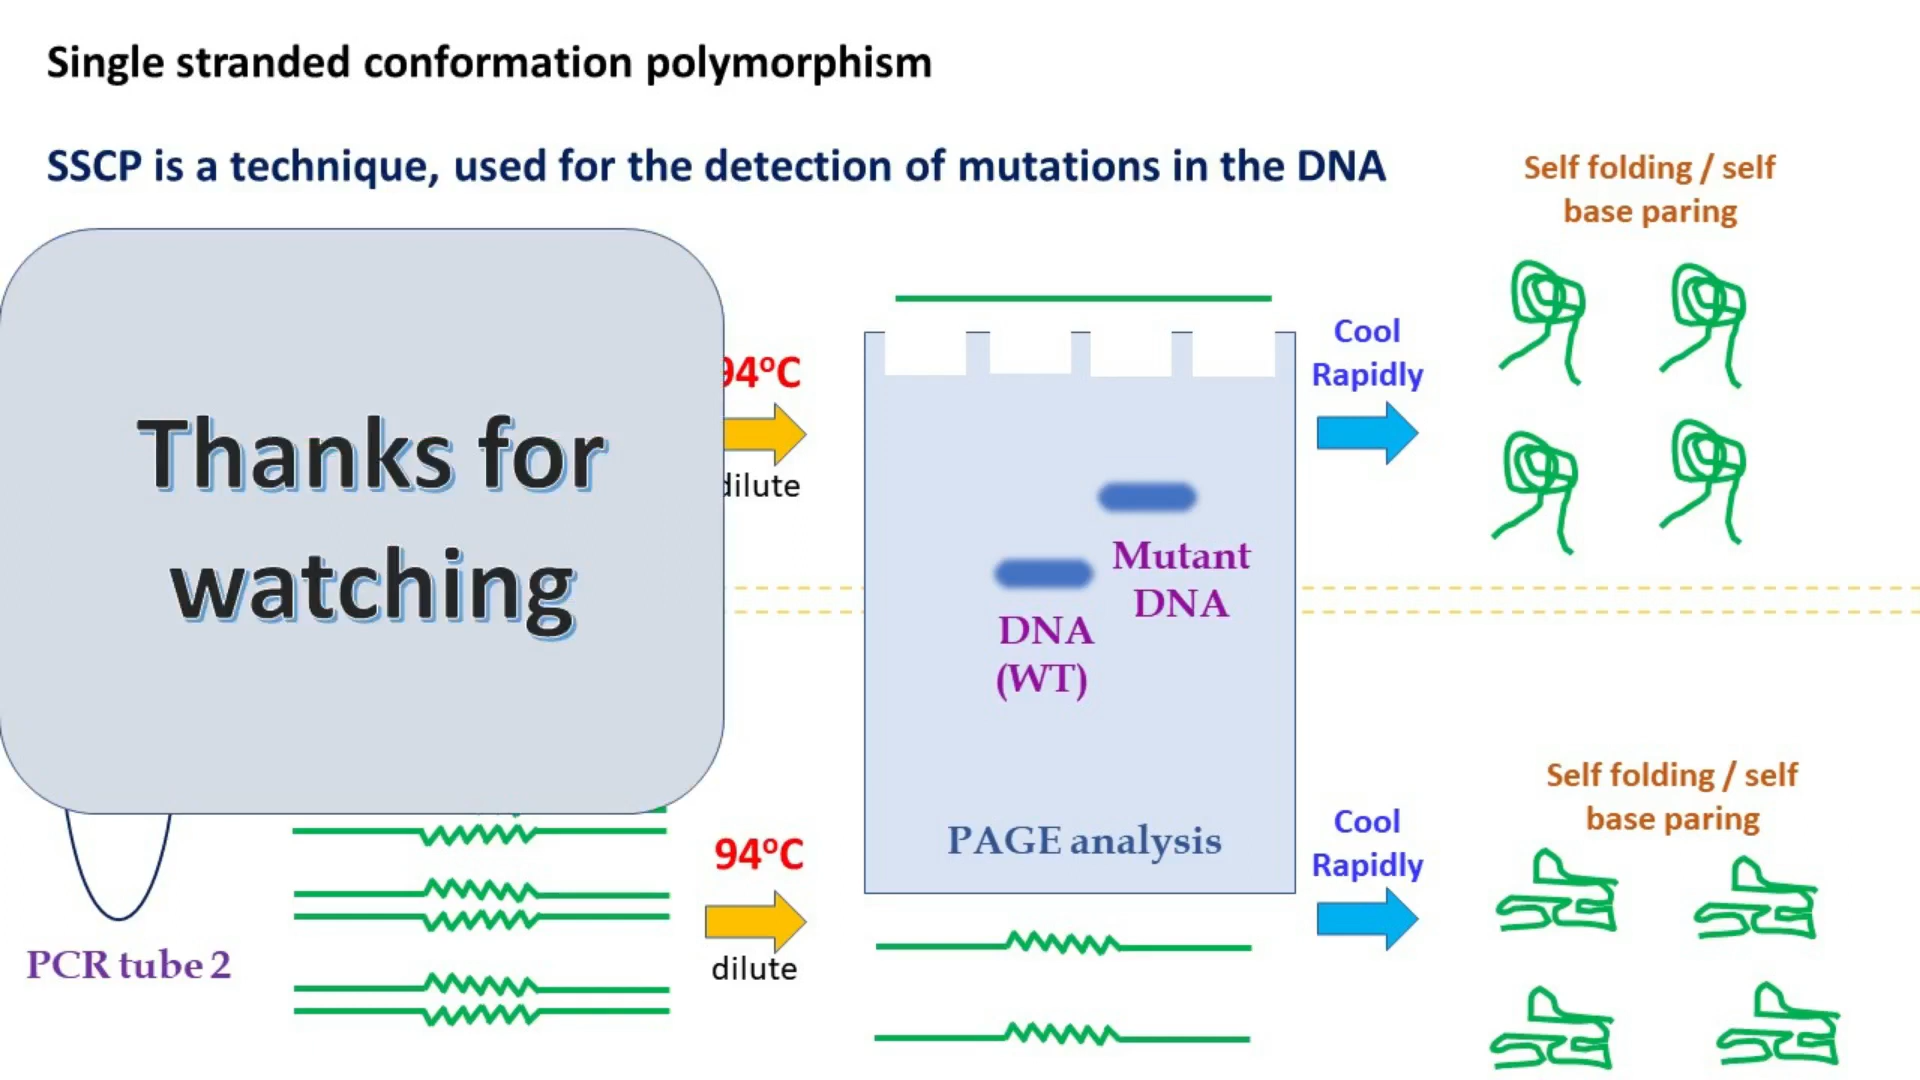 Single stranded conformation polymorphism
SSCP is a technique, used for the detection of mutations in the DNA
Self folding / self
base paring
Thanks for
watching
94°C
dilute
Cool
Rapidly
Mutant
DNA
DNA
(WT)
PAGE analysis
PCR tube 2
94°C
dilute
Cool
Rapidly
Self folding / self
base paring